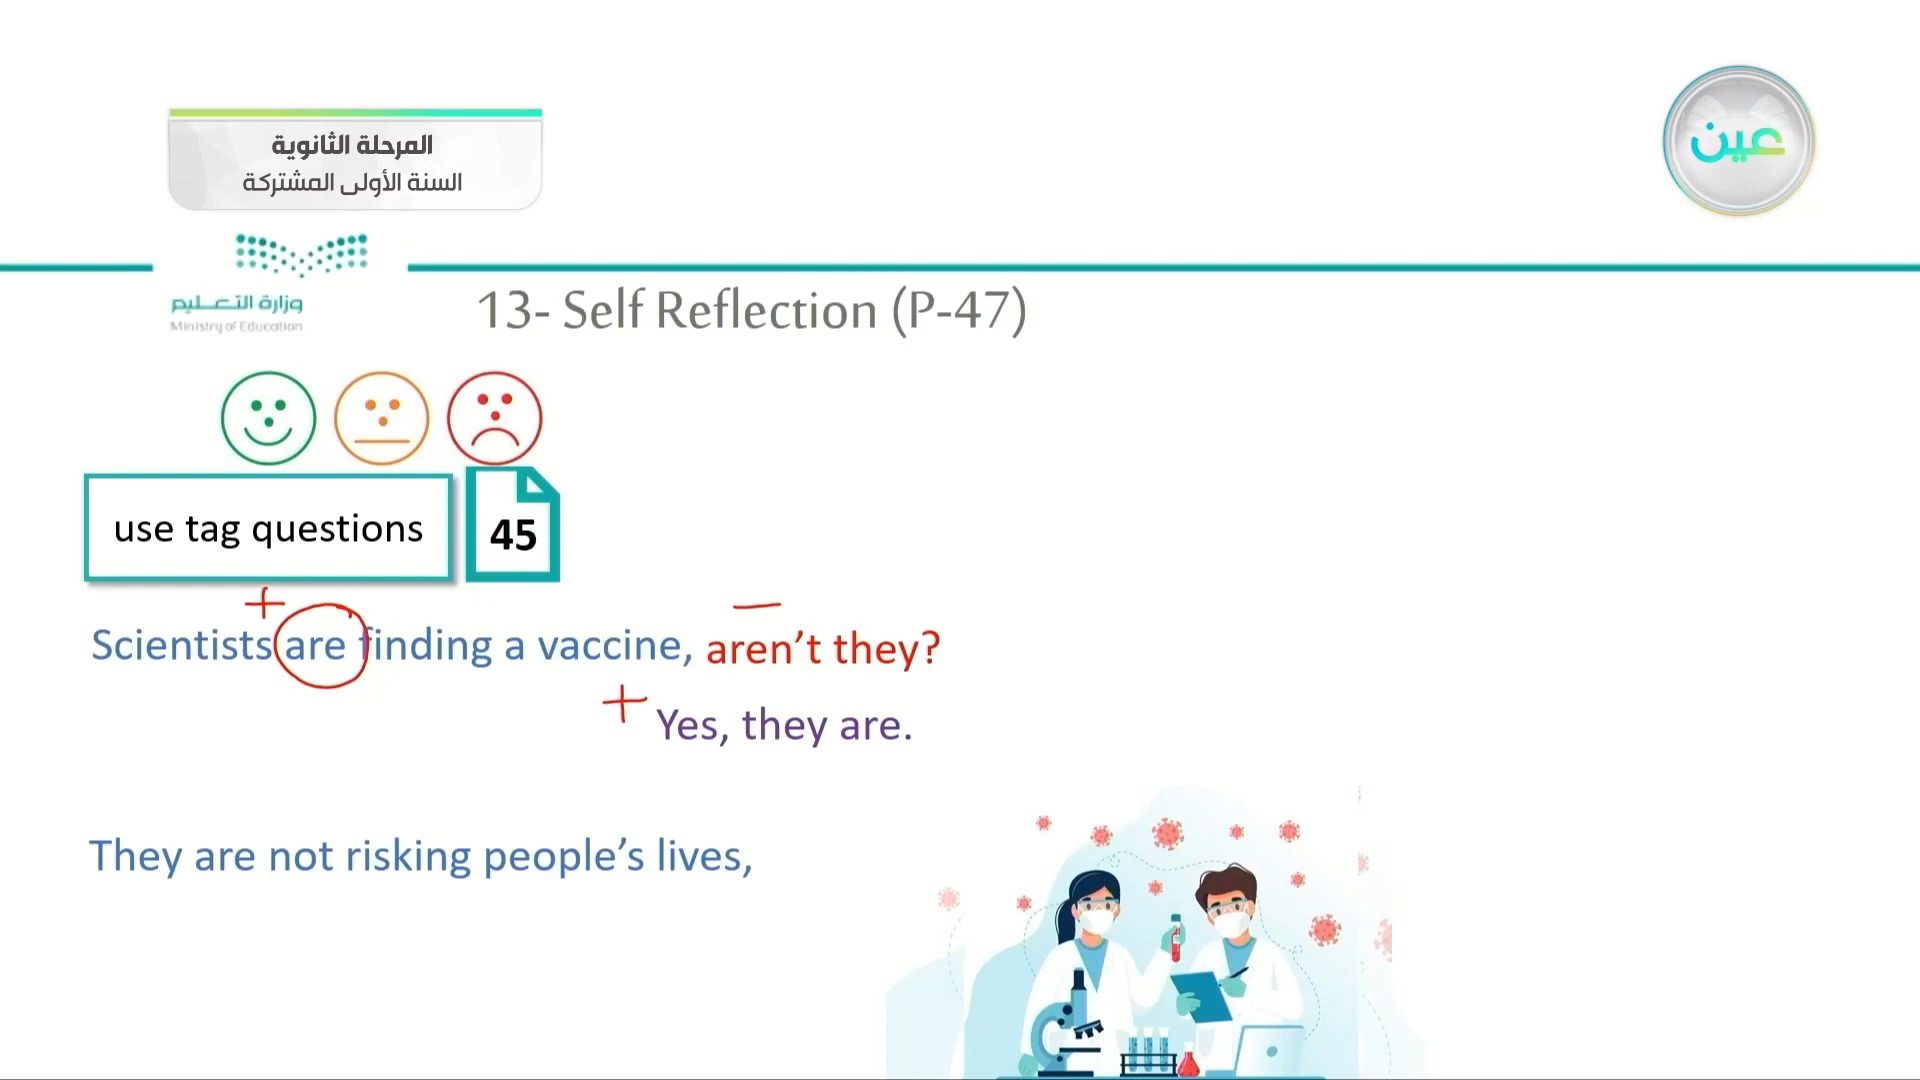 المرحلة الثانوية
السنة الأولى المشتركة
عين
وزارة التعليم
Ministry of Education
13- Self Reflection (P-47)
use tag questions
45
+
−
Scientists are finding a vaccine, aren’t they?
+ Yes, they are.
They are not risking people’s lives,